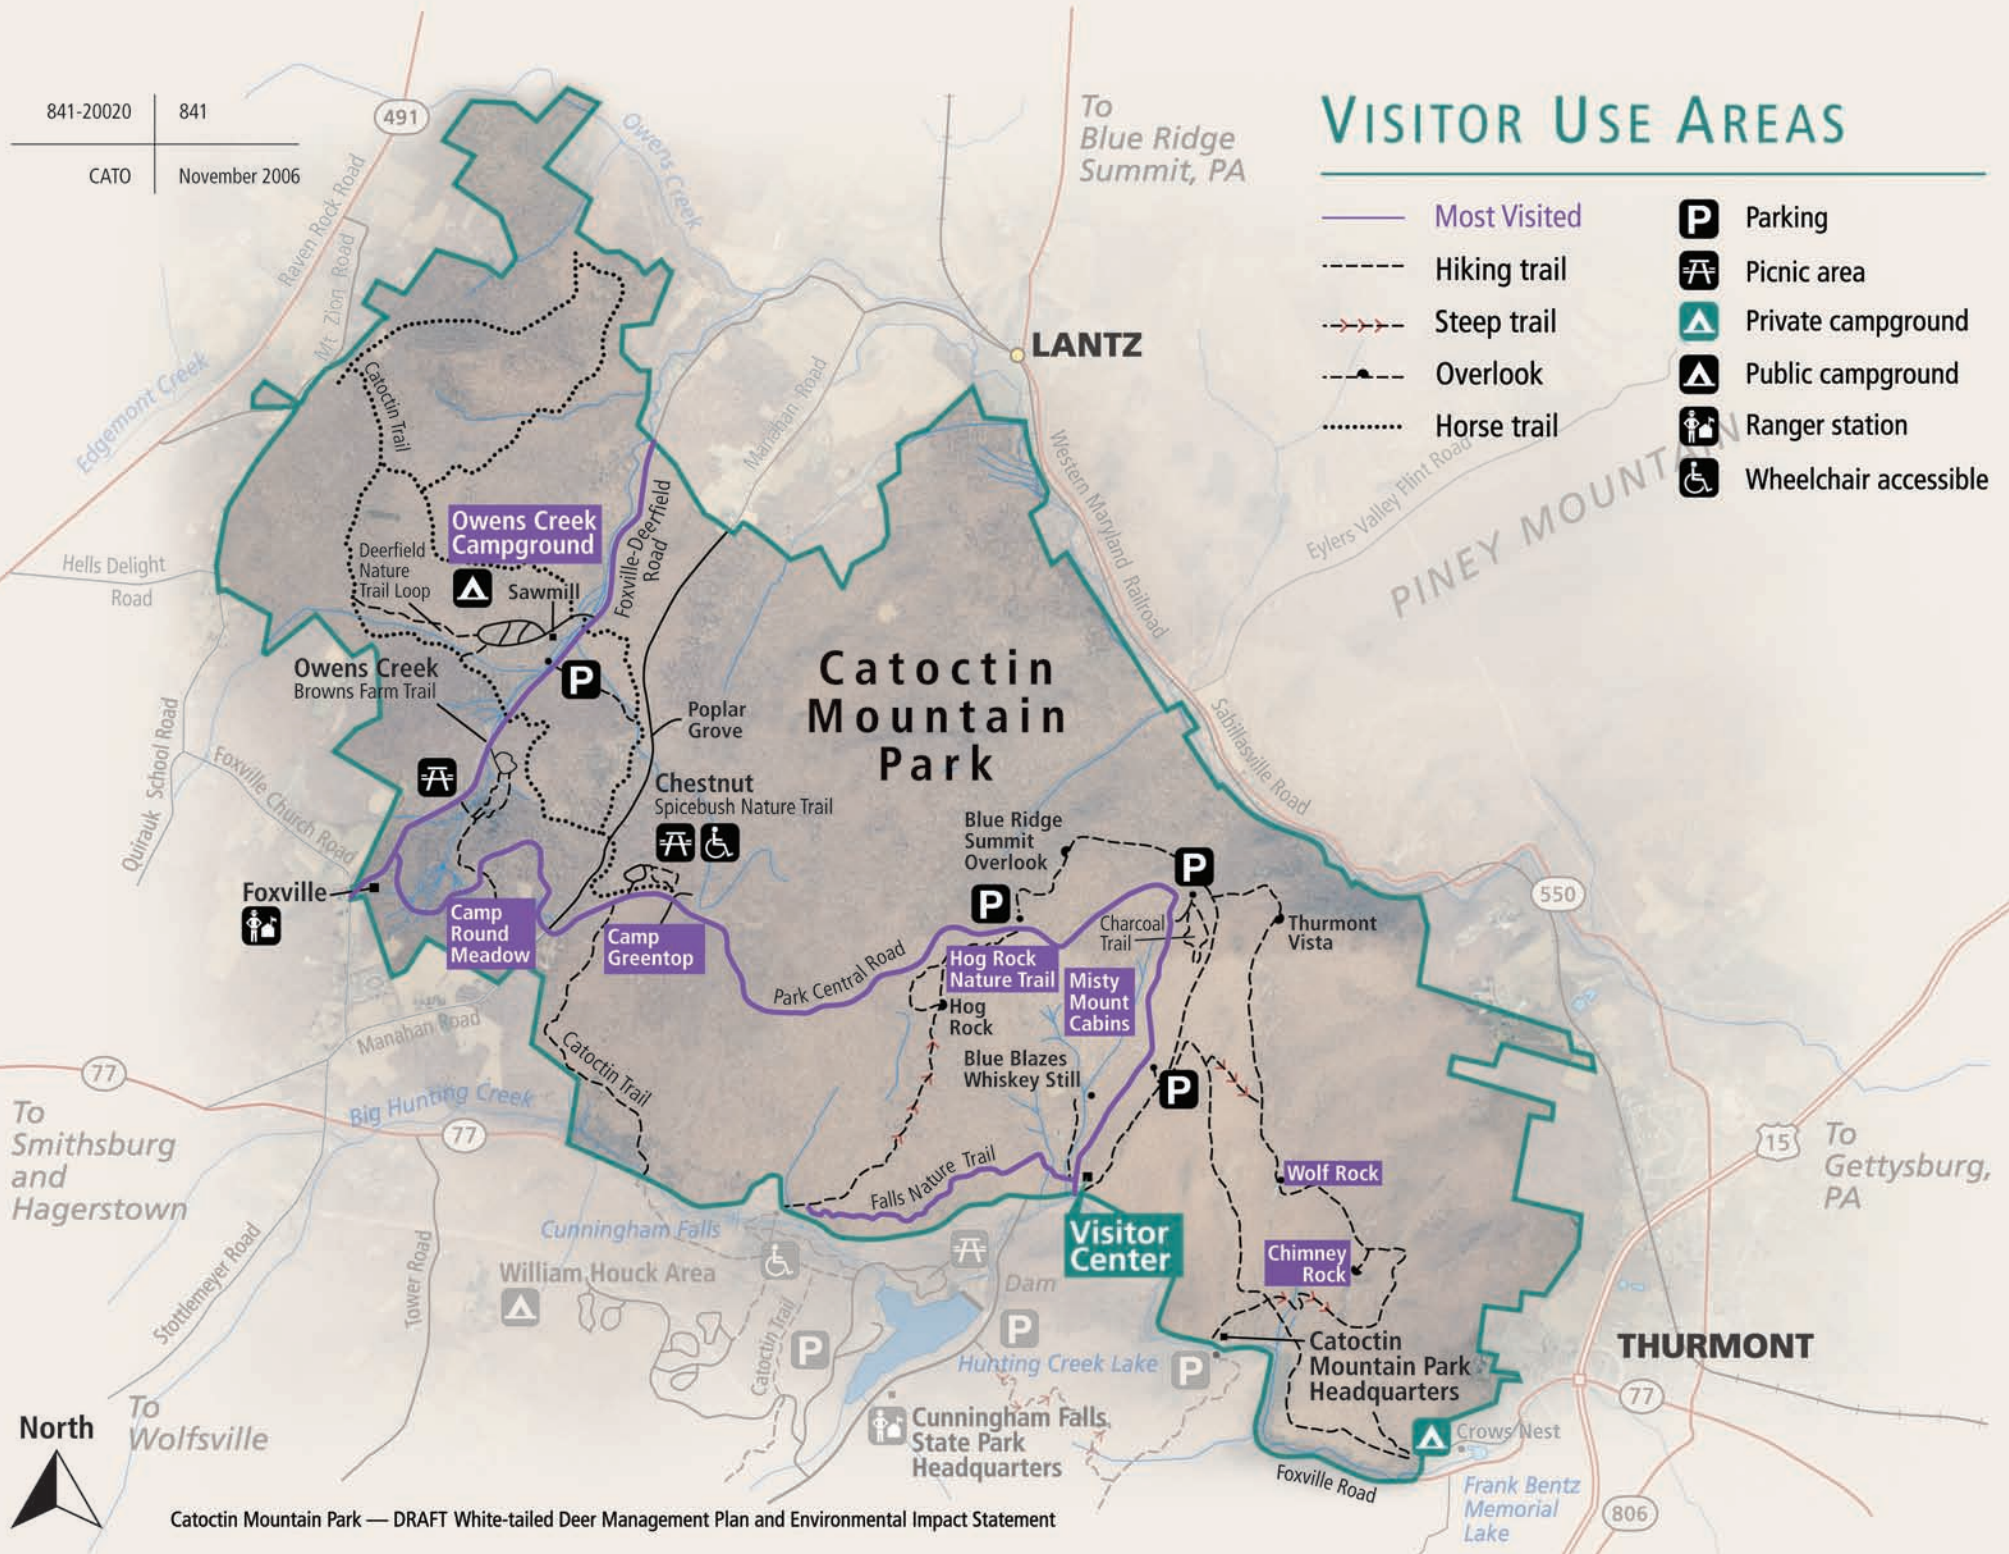 841-20020
841
CATO
November 2006
VISITOR USE AREAS
Most Visited
Hiking trail
Steep trail
Overlook
Horse trail
Parking
Picnic area
Private campground
Public campground
Ranger station
Wheelchair accessible
491
Owens Creek
To
Blue Ridge
Summit, PA
Raven Rock Road
Mt Zion Road
LANTZ
Edgemont Creek
Catoctin Trail
Manahan Road
Western Maryland Railroad
Eylers Valley Flint Road
PINEY MOUNTAIN
Owens Creek
Campground
Foxville-Deerfield
Road
Hells Delight
Road
Deerfield
Nature
Trail Loop
Sawmill
Catoctin
Mountain
Park
Owens Creek
Browns Farm Trail
P
Poplar
Grove
Quirauk School Road
Foxville Church Road
Sabillasville Road
Chestnut
Spicebush Nature Trail
Blue Ridge
Summit
Overlook
P
P
Foxville
550
Camp
Round
Meadow
Camp
Greentop
Park Central Road
Charcoal
Trail
Thurmont
Vista
Hog Rock
Nature Trail
Misty
Mount
Cabins
Hog
Rock
Manahan Road
Catoctin Trail
Blue Blazes
Whiskey Still
P
77
Big Hunting Creek
77
To
Smithsburg
and
Hagerstown
15
To
Gettysburg,
PA
Falls Nature Trail
Wolf Rock
Cunningham Falls
Visitor
Center
Chimney
Rock
William Houck Area
Dam
Stottlemeyer Road
Tower Road
Catoctin Trail
P
P
Hunting Creek Lake
P
Catoctin
Mountain Park
Headquarters
THURMONT
77
To
Wolfsville
North
Cunningham Falls
State Park
Headquarters
Crows Nest
Foxville Road
Frank Bentz
Memorial
Lake
806
Catoctin Mountain Park — DRAFT White-tailed Deer Management Plan and Environmental Impact Statement